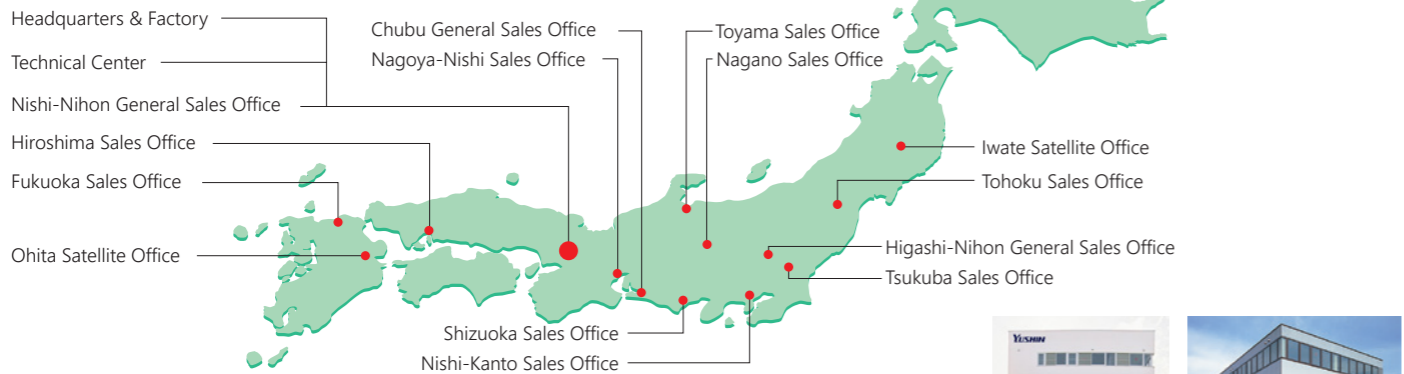 Headquarters & Factory
Technical Center
Nishi-Nihon General Sales Office
Hiroshima Sales Office
Fukuoka Sales Office
Ohita Satellite Office
Chubu General Sales Office
Nagoya-Nishi Sales Office
Toyama Sales Office
Nagano Sales Office
Iwate Satellite Office
Tohoku Sales Office
Higashi-Nihon General Sales Office
Tsukuba Sales Office
Shizuoka Sales Office
Nishi-Kanto Sales Office
YUSHIN